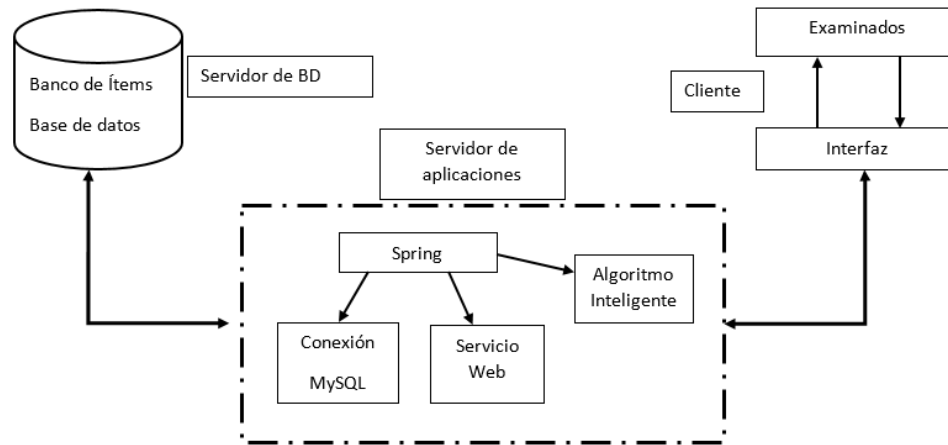 Banco de Ítems
Base de datos
Servidor de BD
Examinados
Cliente
Interfaz
Servidor de
aplicaciones
Spring
Algoritmo
Inteligente
Conexión
MySQL
Servicio
Web